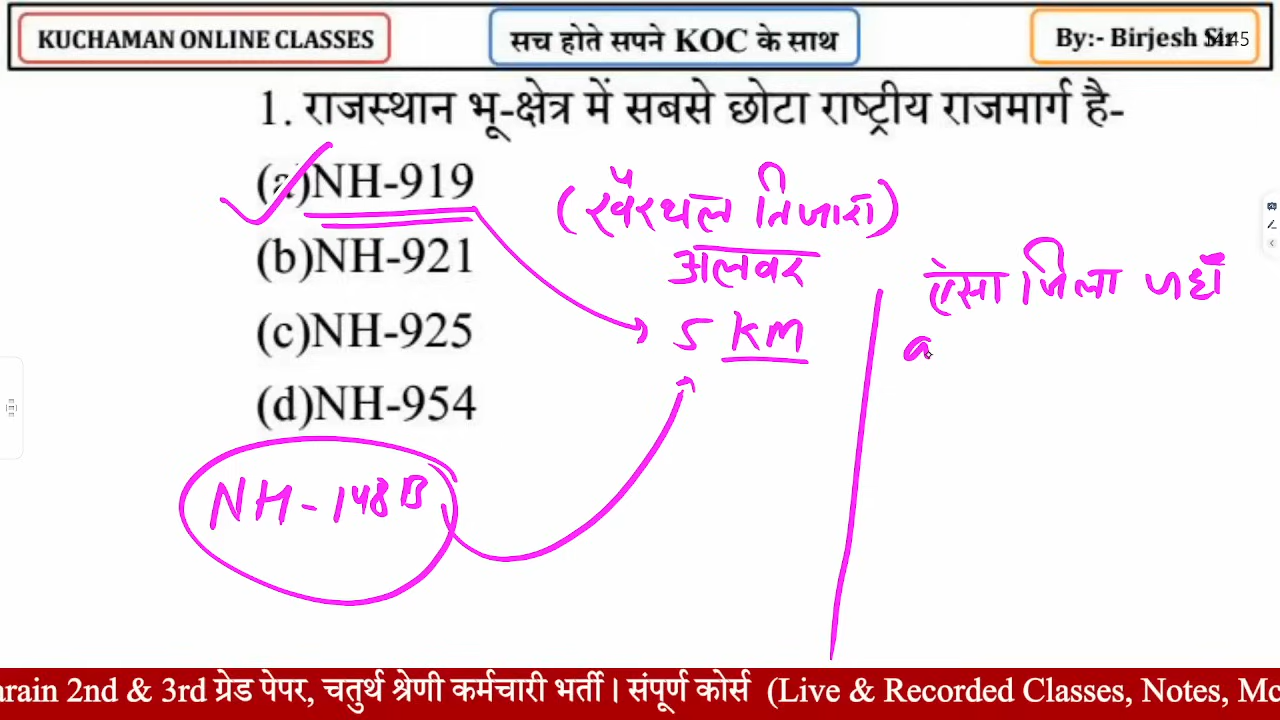 KUCHAMAN ONLINE CLASSES
सच होते सपने KOC के साथ
By:- Birjesh Sir
1. राजस्थान भू-क्षेत्र में सबसे छोटा राष्ट्रीय राजमार्ग है-
(a)NH-919
(b)NH-921
(c)NH-925
(d)NH-954
(खैरथल तिजारा)
अलवर
5 KM
NH-148B
ऐसा जिला जहाँ
arain 2nd & 3rd ग्रेड पेपर, चतुर्थ श्रेणी कर्मचारी भर्ती। संपूर्ण कोर्स (Live & Recorded Classes, Notes, Mc